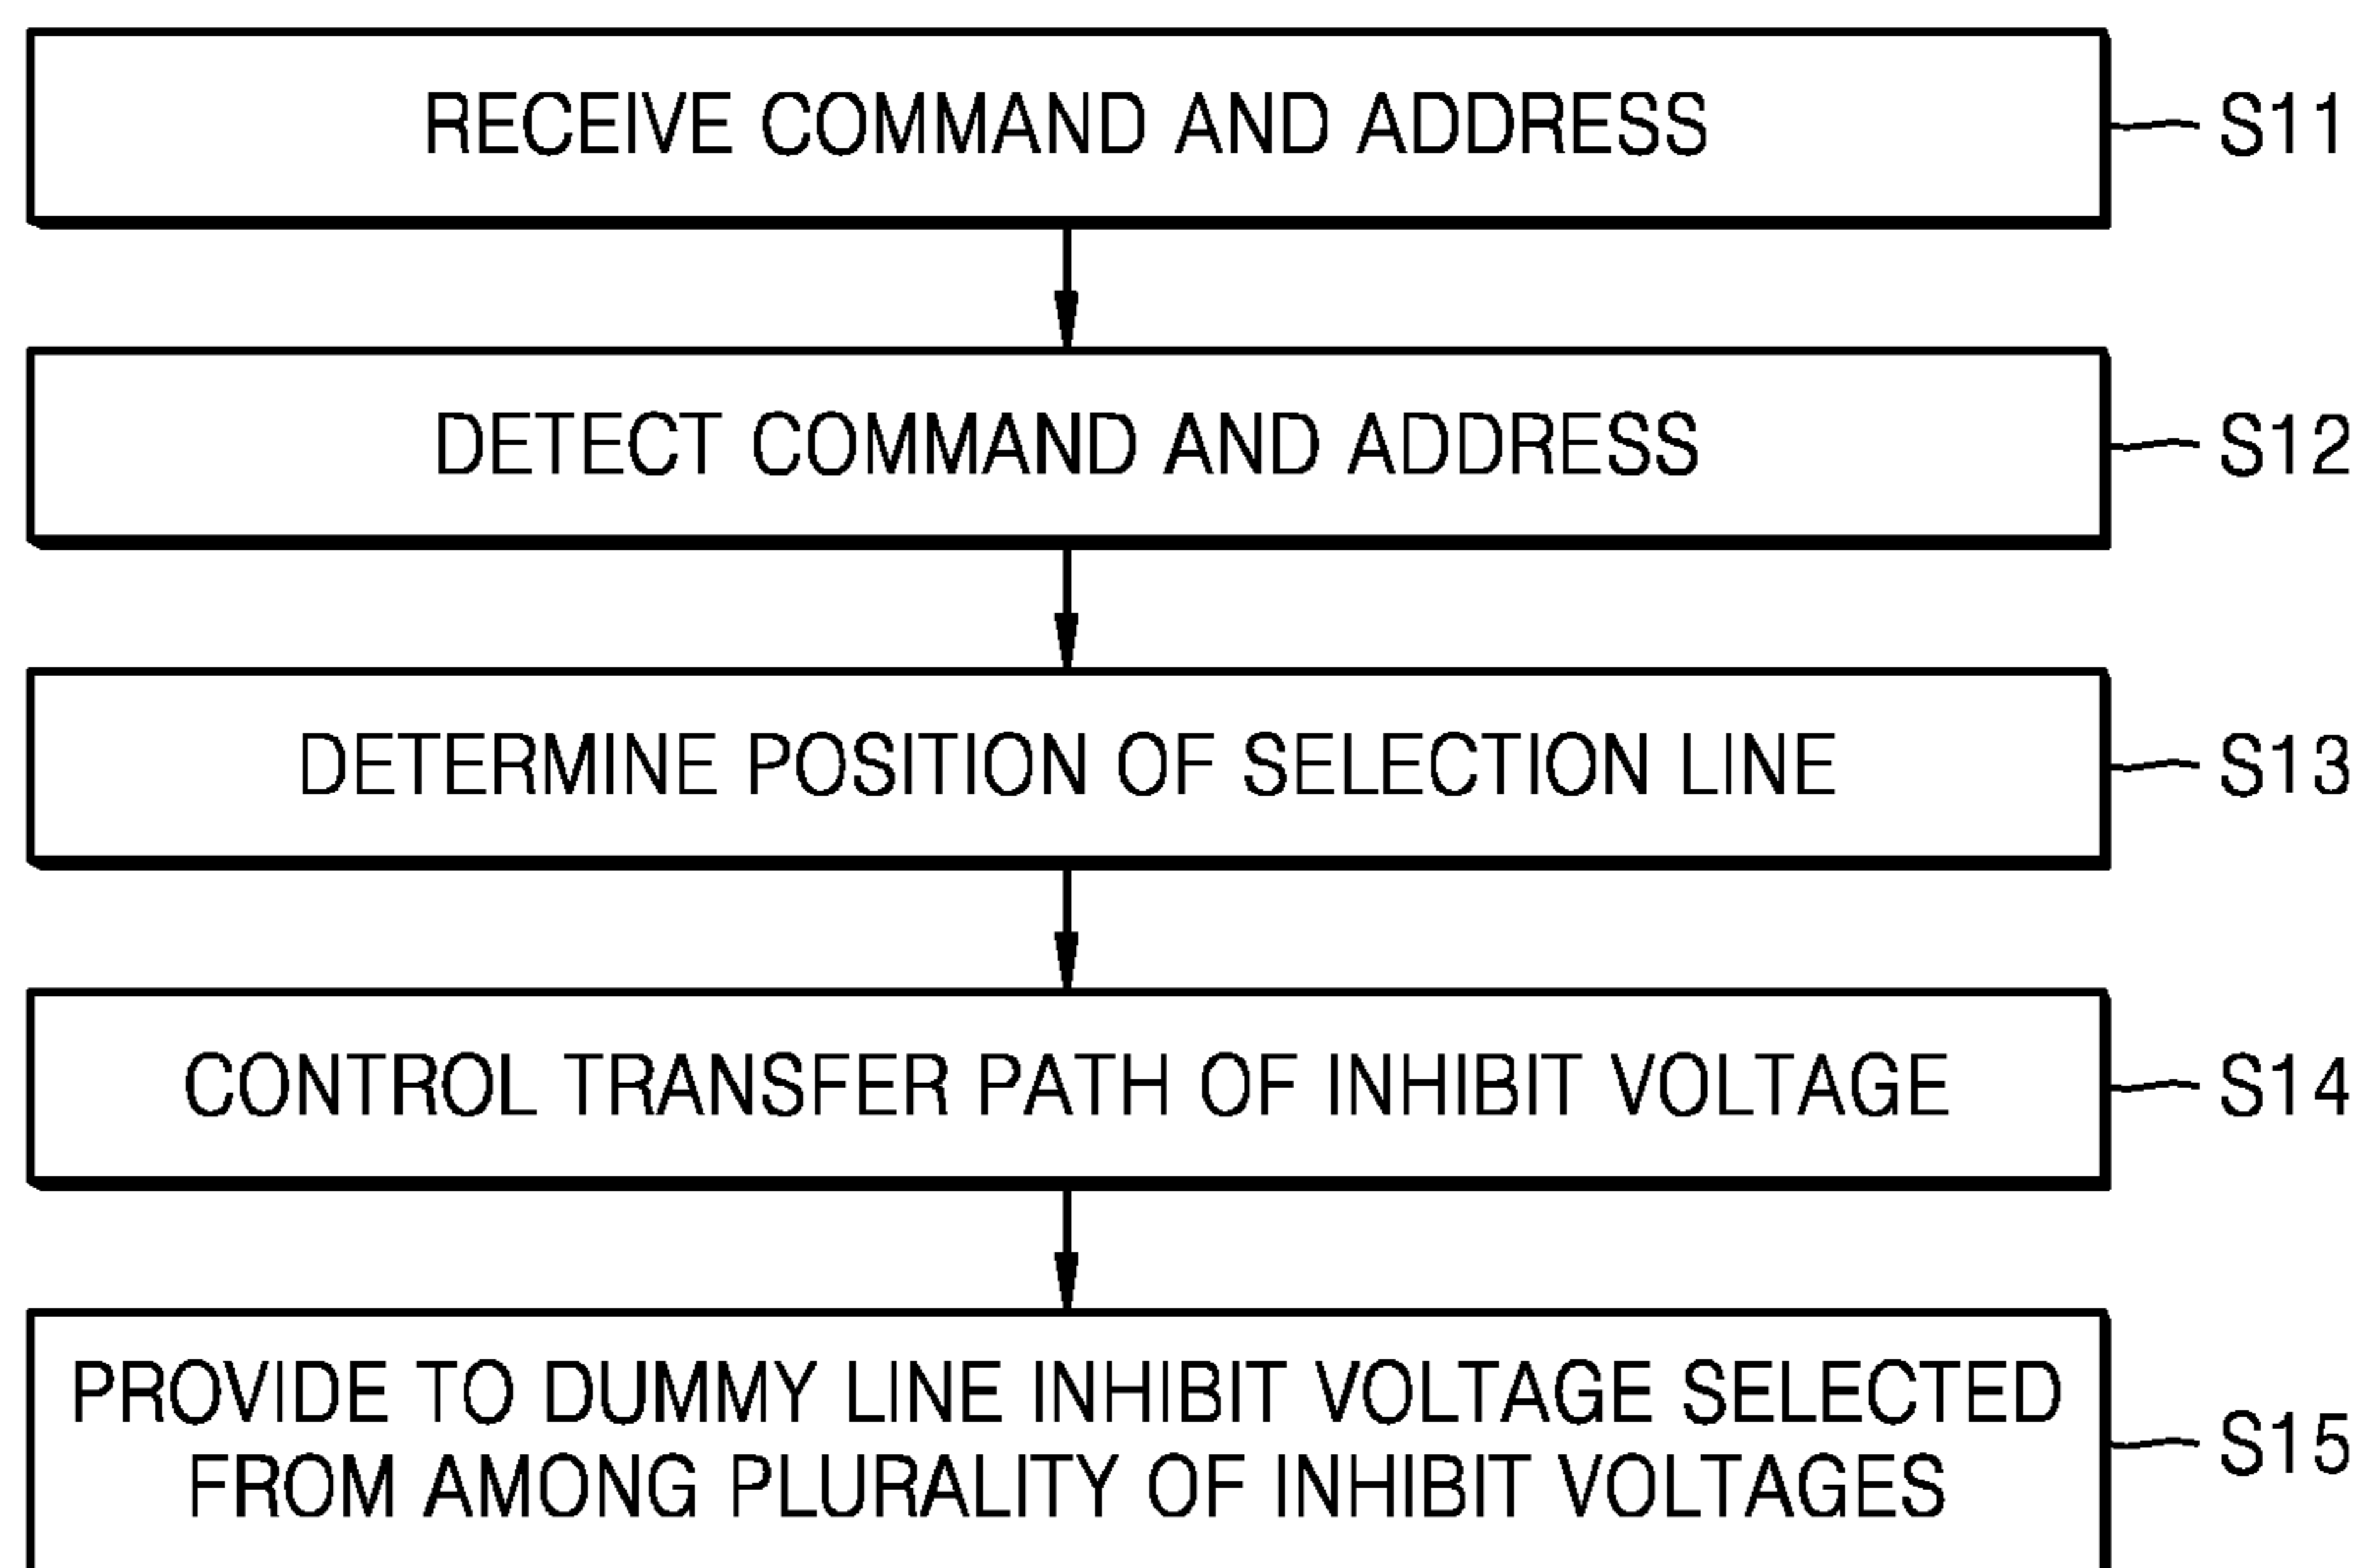 RECEIVE COMMAND AND ADDRESS S11
DETECT COMMAND AND ADDRESS S12
DETERMINE POSITION OF SELECTION LINE S13
CONTROL TRANSFER PATH OF INHIBIT VOLTAGE S14
PROVIDE TO DUMMY LINE INHIBIT VOLTAGE SELECTED
FROM AMONG PLURALITY OF INHIBIT VOLTAGES
S15